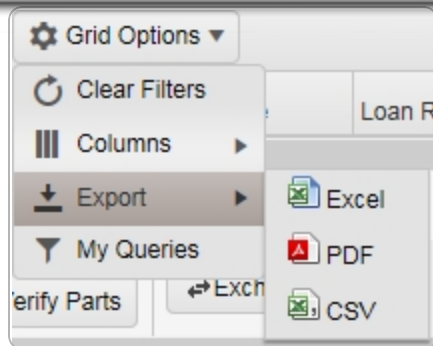 Grid Options
Clear Filters
Loan R
Columns
Export
Excel
My Queries
PDF
erify Parts
Exch
CSV